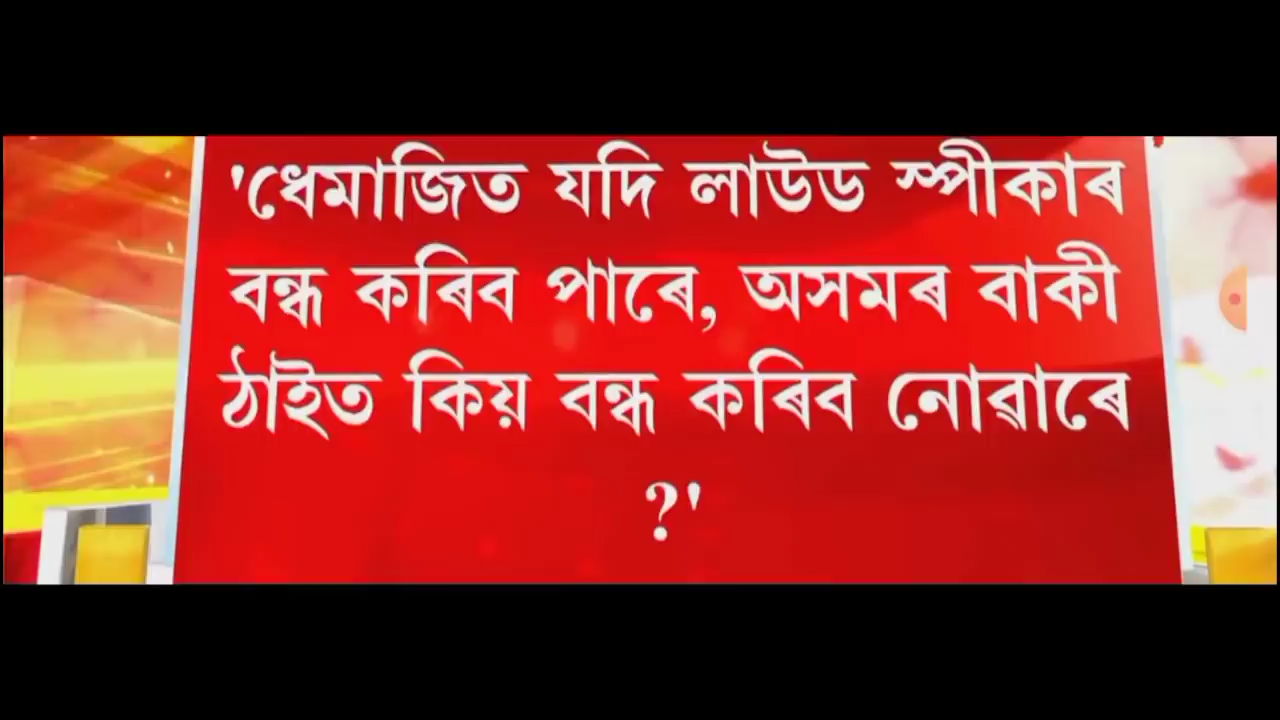 'ধেমাজিত যদি লাউড স্পীকাৰ
বন্ধ কৰিব পাৰে, অসমৰ বাকী
ঠাইত কিয় বন্ধ কৰিব নোৱাৰে
?'